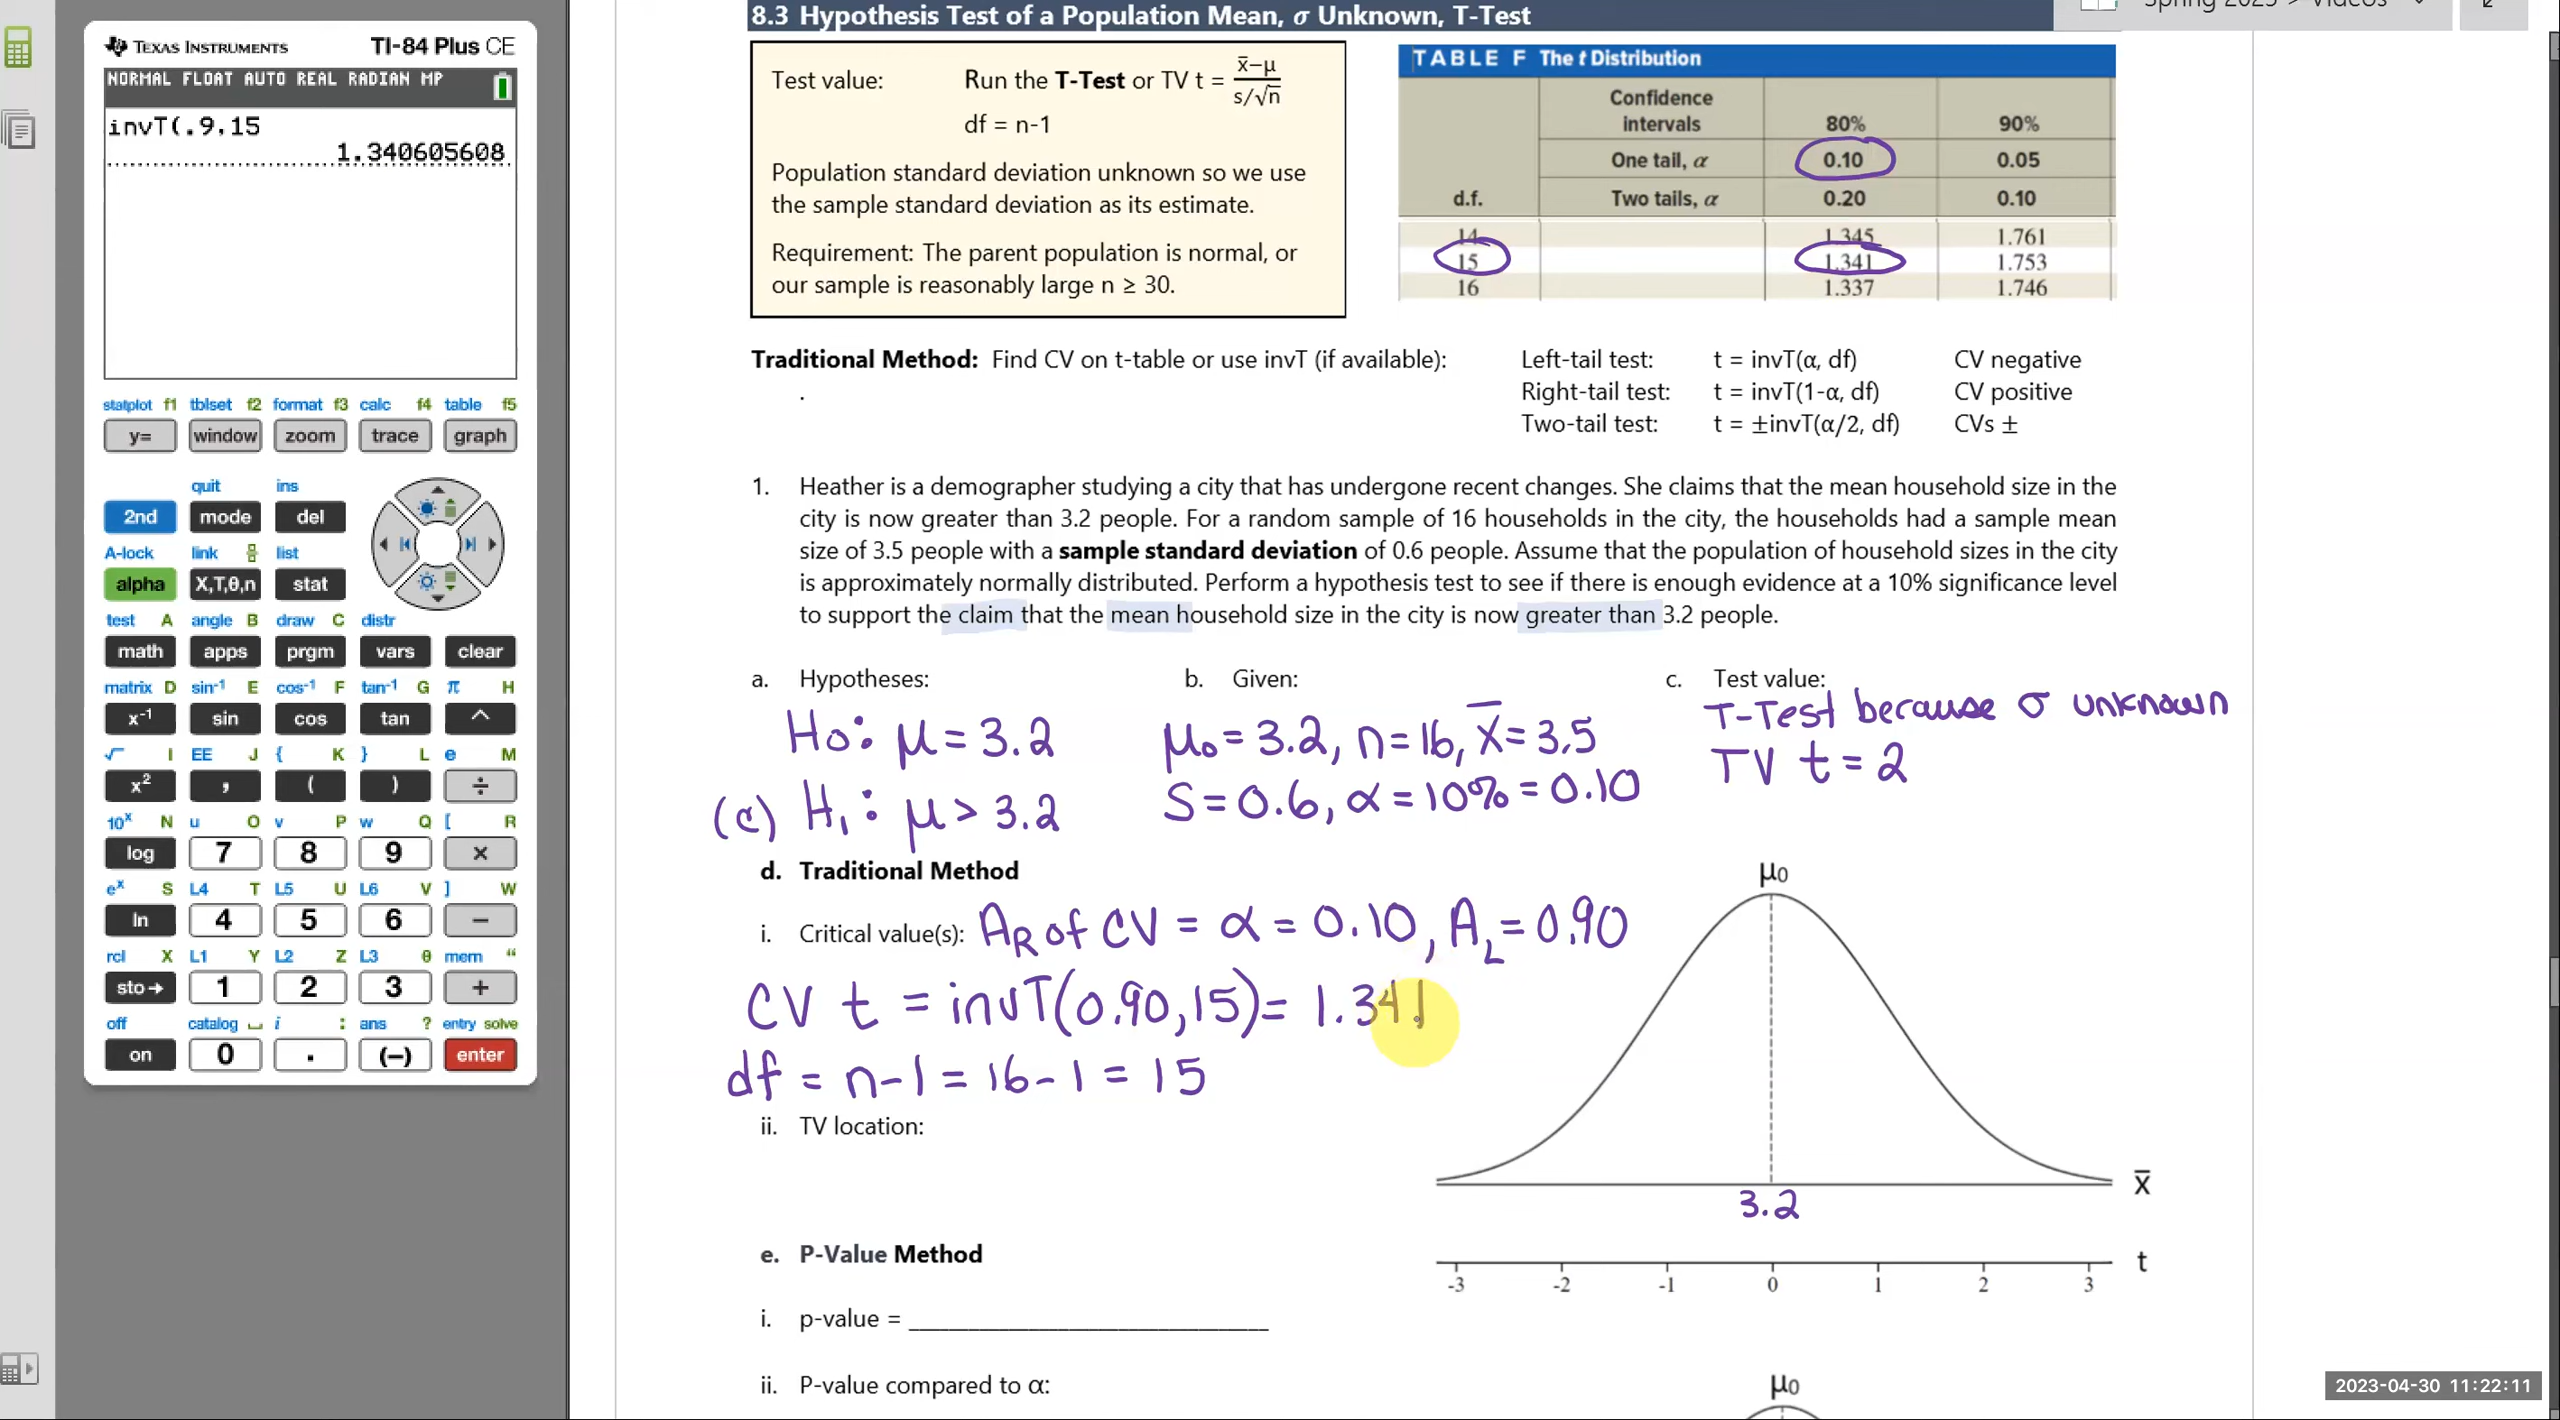 8.3 Hypothesis Test of a Population Mean, σ Unknown, T-Test
TEXAS INSTRUMENTS TI-84 Plus CE
NORMAL FLOAT AUTO REAL RADIAN MP
invT(.9,15
1.340605608
statplot f1 tblset f2 format f3 calc f4 table f5
y= window zoom trace graph
quit ins
2nd mode del
A-lock link list
alpha X,T,θ,n stat
test A angle B draw C distr
math apps prgm vars clear
matrix D sin⁻¹ E cos⁻¹ F tan⁻¹ G π H
x⁻¹ sin cos tan ^
√ I EE J { K } L e M
x² , ( ) ÷
10ˣ N u O v P w Q [ R
log 7 8 9 ×
eˣ S L4 T L5 U L6 V ] W
ln 4 5 6 −
rcl X L1 Y L2 Z L3 θ mem “
sto→ 1 2 3 +
off catalog ⎵ i : ans ? entry solve
on 0 . (−) enter
Test value: Run the T-Test or TV t = x̄−μ / s/√n
df = n-1
Population standard deviation unknown so we use
the sample standard deviation as its estimate.
Requirement: The parent population is normal, or
our sample is reasonably large n ≥ 30.
TABLE F The t Distribution
Confidence
intervals 80% 90%
One tail, α 0.10 0.05
d.f. Two tails, α 0.20 0.10
14 1.345 1.761
15 1.341 1.753
16 1.337 1.746
Traditional Method: Find CV on t-table or use invT (if available): Left-tail test: t = invT(α, df) CV negative
. Right-tail test: t = invT(1-α, df) CV positive
Two-tail test: t = ±invT(α/2, df) CVs ±
1. Heather is a demographer studying a city that has undergone recent changes. She claims that the mean household size in the
city is now greater than 3.2 people. For a random sample of 16 households in the city, the households had a sample mean
size of 3.5 people with a sample standard deviation of 0.6 people. Assume that the population of household sizes in the city
is approximately normally distributed. Perform a hypothesis test to see if there is enough evidence at a 10% significance level
to support the claim that the mean household size in the city is now greater than 3.2 people.
a. Hypotheses: b. Given: c. Test value:
T-Test because σ unknown
H₀: μ = 3.2 μ₀ = 3.2, n = 16, x̄ = 3.5 TV t = 2
(c) H₁: μ > 3.2 S = 0.6, α = 10% = 0.10
d. Traditional Method
μ₀
i. Critical value(s): A_R of CV = α = 0.10, A_L = 0.90
CV t = invT(0.90,15) = 1.341
df = n-1 = 16-1 = 15
ii. TV location:
x̄
3.2
e. P-Value Method
t
-3 -2 -1 0 1 2 3
i. p-value =
ii. P-value compared to α:
μ₀
2023-04-30 11:22:11